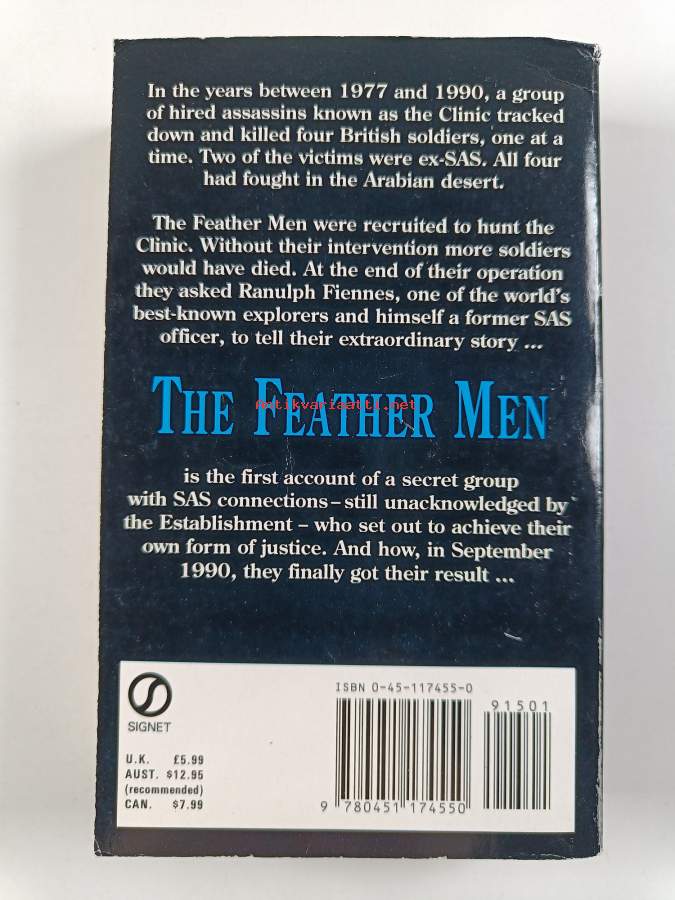 In the years between 1977 and 1990, a group
of hired assassins known as the Clinic tracked
down and killed four British soldiers, one at a
time. Two of the victims were ex-SAS. All four
had fought in the Arabian desert.
The Feather Men were recruited to hunt the
Clinic. Without their intervention more soldiers
would have died. At the end of their operation
they asked Ranulph Fiennes, one of the world's
best-known explorers and himself a former SAS
officer, to tell their extraordinary story ...
THE FEATHER MEN
antikvariaatti.net
is the first account of a secret group
with SAS connections – still unacknowledged by
the Establishment – who set out to achieve their
own form of justice. And how, in September
1990, they finally got their result ...
SIGNET
U.K. £5.99
AUST. $12.95
(recommended)
CAN. $7.99
ISBN 0-45-117455-0
91501
9 780451 174550